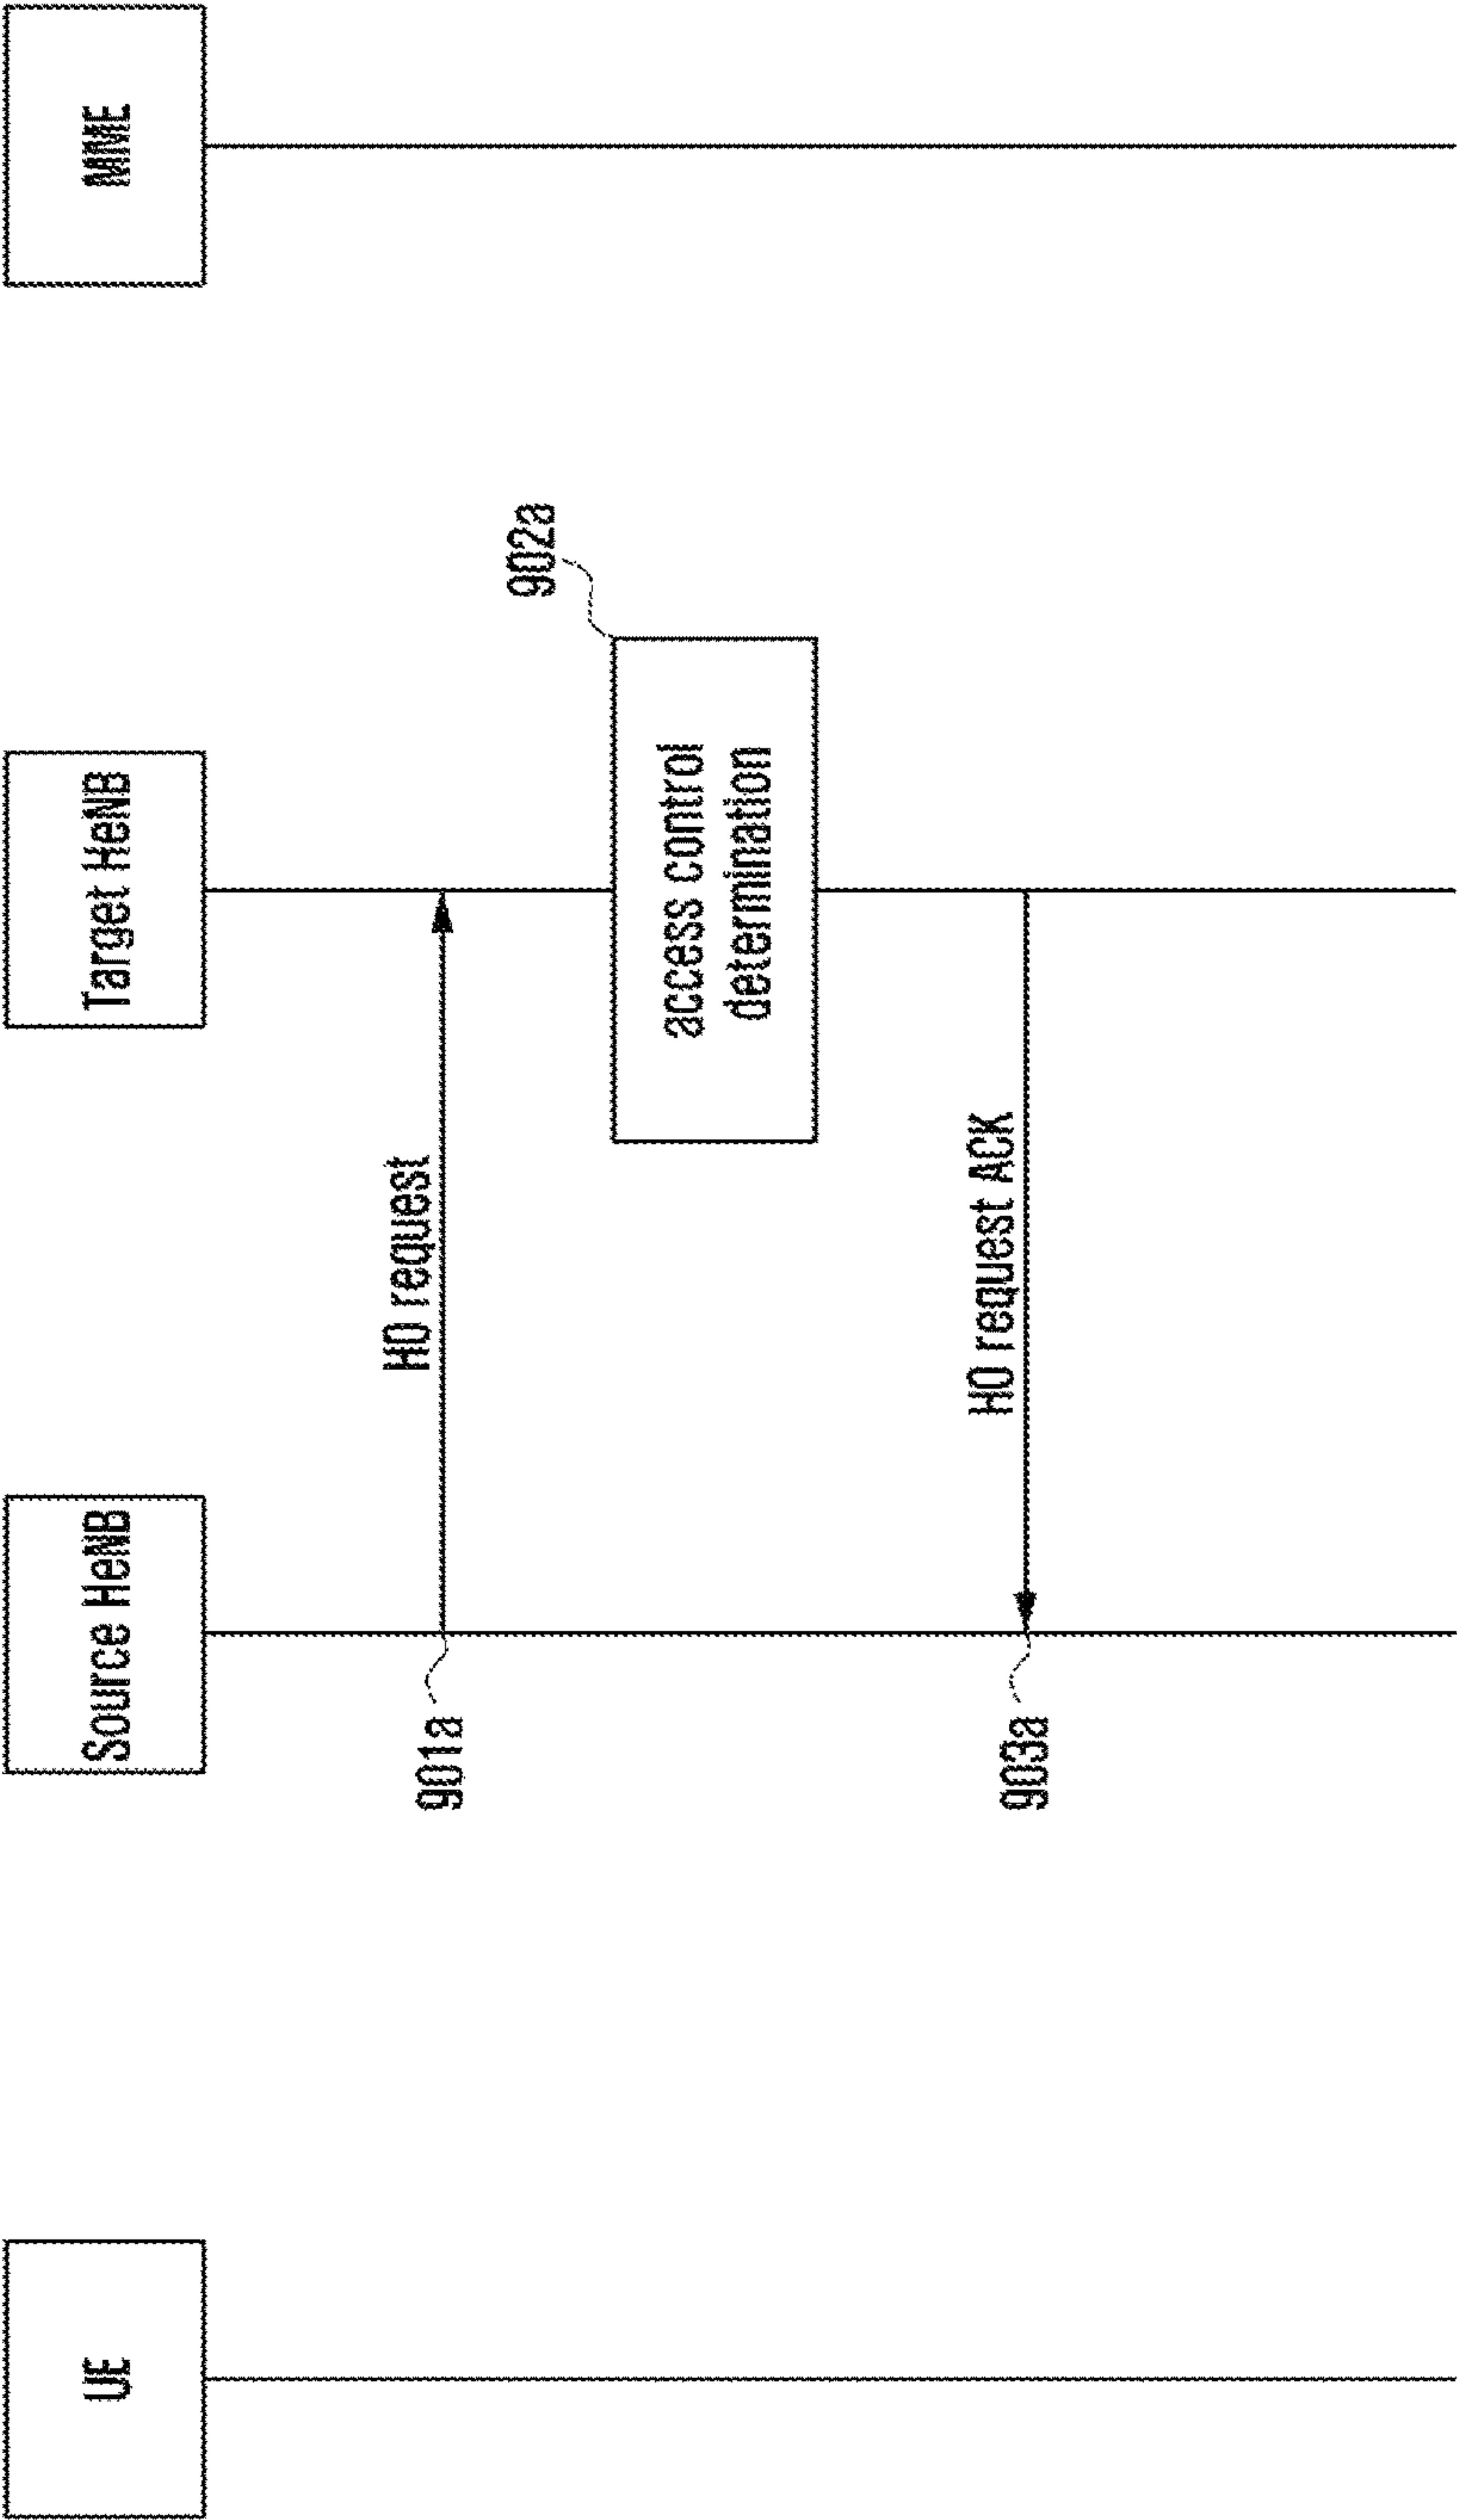 UE
Source HeNB
Target HeNB
MME
901a
HO request
902a
access control
determination
903a
HO request ACK